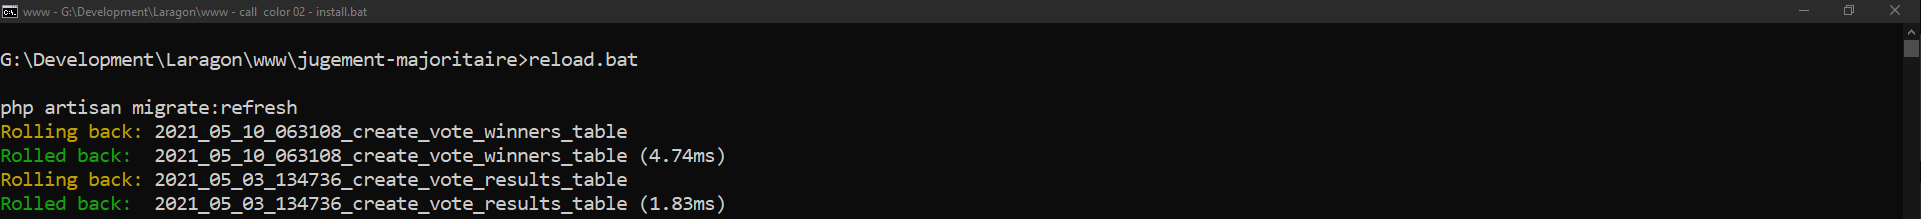 www - G:\Development\Laragon\www - call  color 02 - install.bat
G:\Development\Laragon\www\jugement-majoritaire>reload.bat
php artisan migrate:refresh
Rolling back: 2021_05_10_063108_create_vote_winners_table
Rolled back:  2021_05_10_063108_create_vote_winners_table (4.74ms)
Rolling back: 2021_05_03_134736_create_vote_results_table
Rolled back:  2021_05_03_134736_create_vote_results_table (1.83ms)